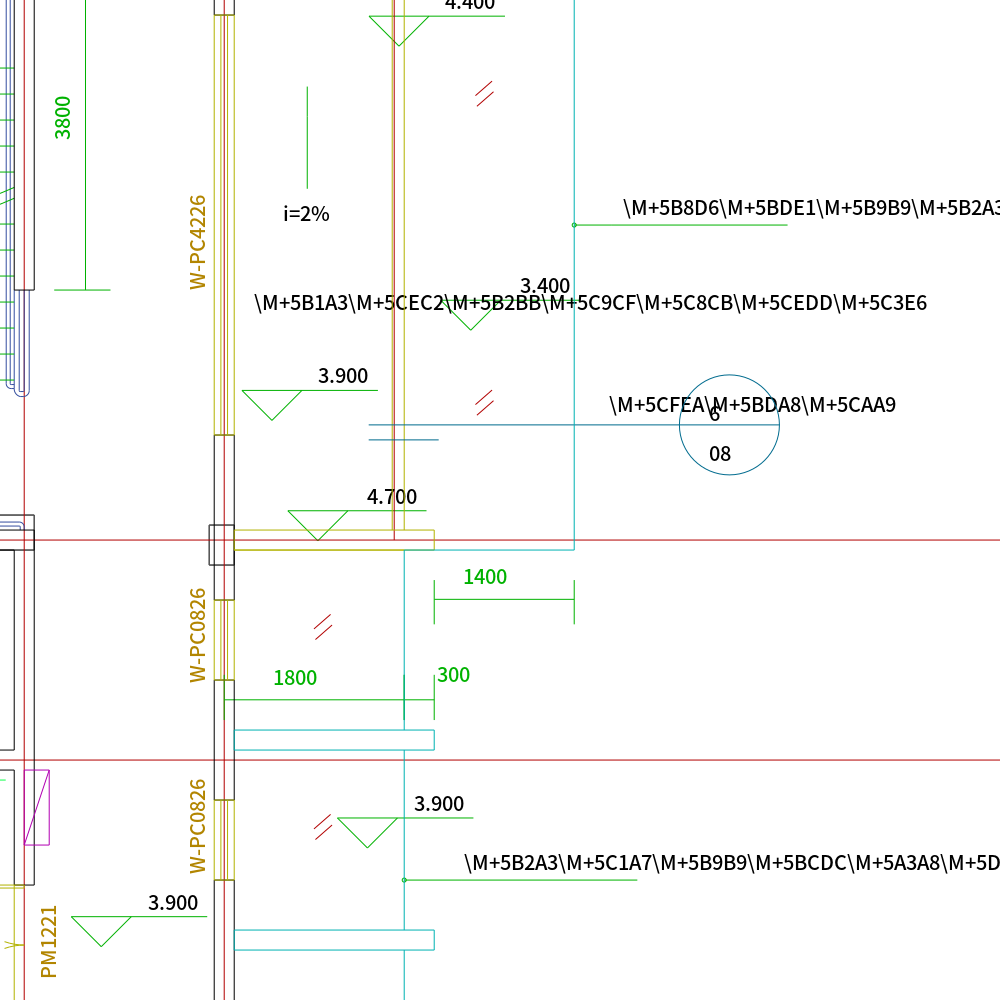 4.400
3800
W-PC4226
i=2%
\M+5B8D6\M+5BDE1\M+5B9B9\M+5B2A3
3.400
\M+5B1A3\M+5CEC2\M+5B2BB\M+5C9CF\M+5C8CB\M+5CEDD\M+5C3E6
3.900
\M+5CFEA\M+5BDA8\M+5CAA9
6
08
4.700
1400
W-PC0826
1800
300
W-PC0826
3.900
\M+5B2A3\M+5C1A7\M+5B9B9\M+5BCDC\M+5A3A8\M+5D
3.900
PM1221